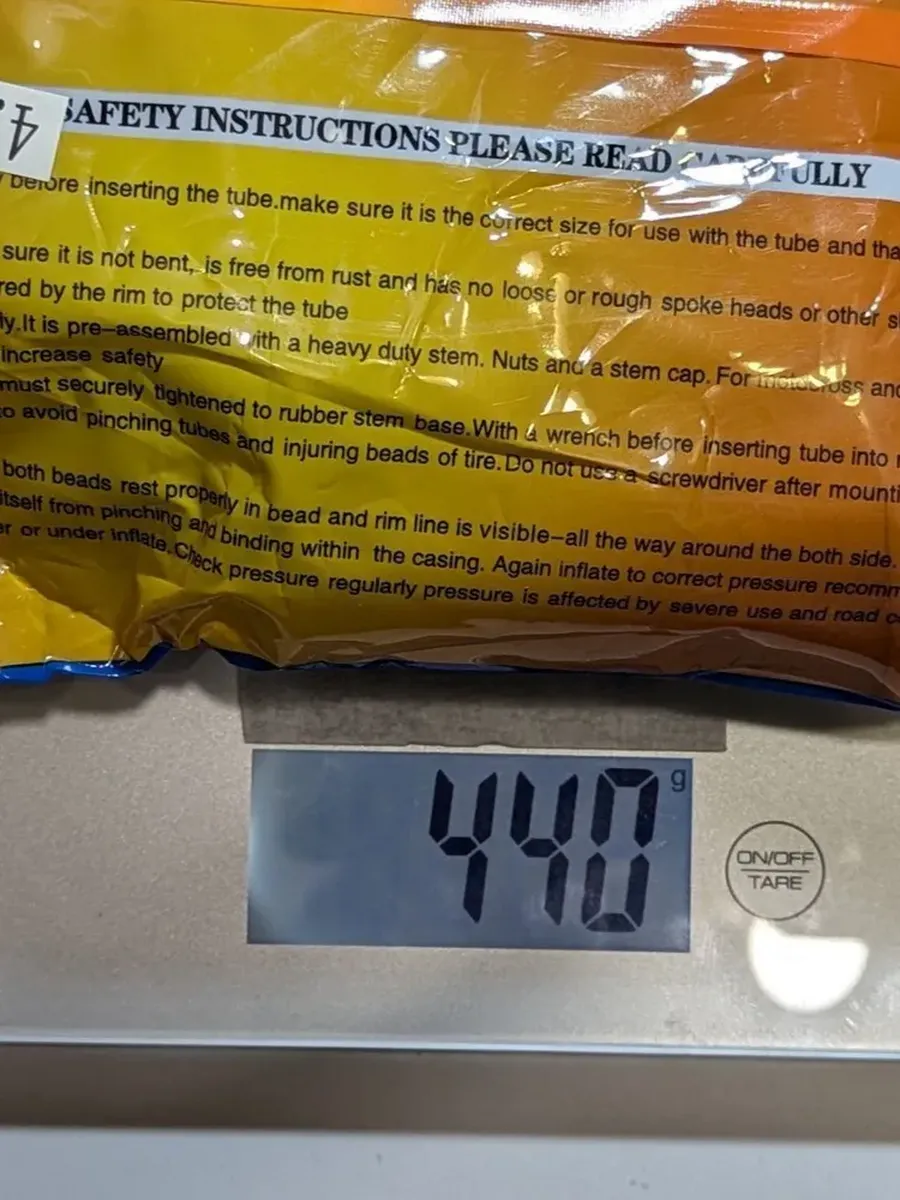 4.
SAFETY INSTRUCTIONS PLEASE READ CAREFULLY
before inserting the tube.make sure it is the correct size for use with the tube and tha
sure it is not bent, is free from rust and has no loose or rough spoke heads or other s
red by the rim to protect the tube
ly.It is pre-assembled with a heavy duty stem. Nuts and a stem cap. For motocross and
increase safety
must securely tightened to rubber stem base.With a wrench before inserting tube into
to avoid pinching tubes and injuring beads of tire.Do not use a screwdriver after mounti
both beads rest properly in bead and rim line is visible-all the way around the both side.
itself from pinching and binding within the casing. Again inflate to correct pressure recomm
er or under inflate. Check pressure regularly pressure is affected by severe use and road c
440 g
ON/OFF
TARE